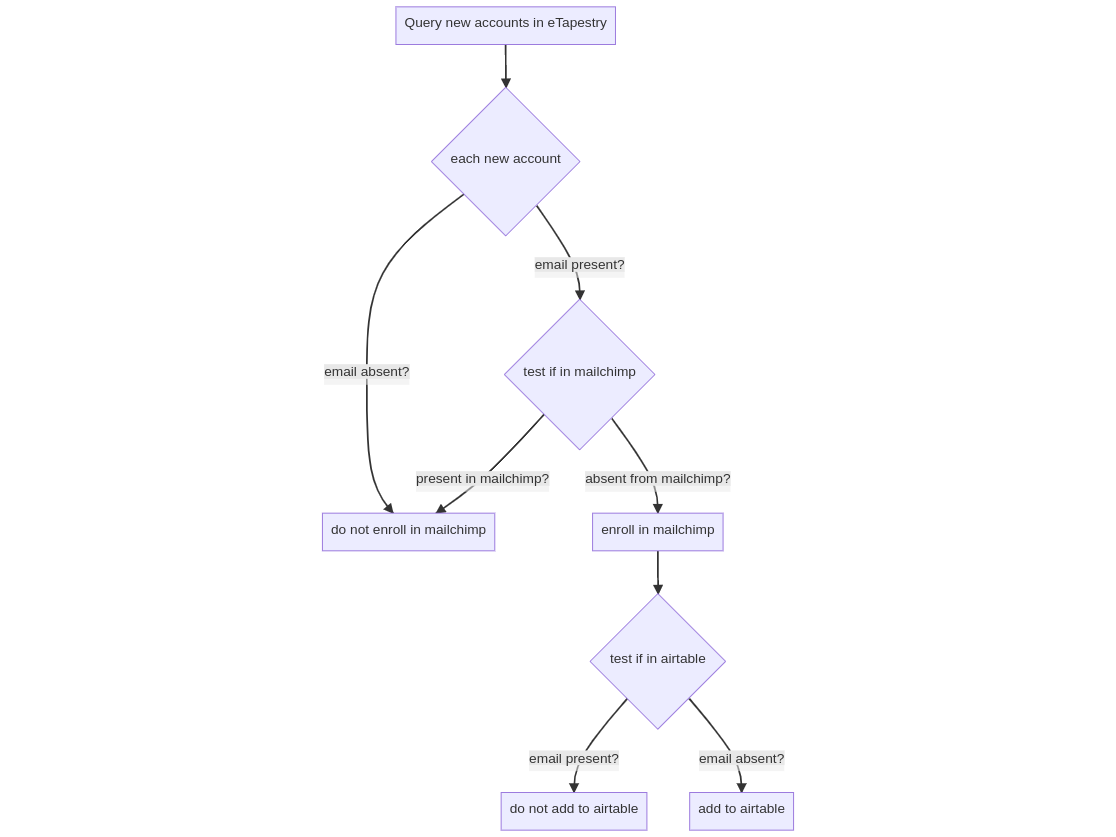 Query new accounts in eTapestry
each new account
email present?
email absent?
test if in mailchimp
present in mailchimp?
absent from mailchimp?
do not enroll in mailchimp
enroll in mailchimp
test if in airtable
email present?
email absent?
do not add to airtable
add to airtable